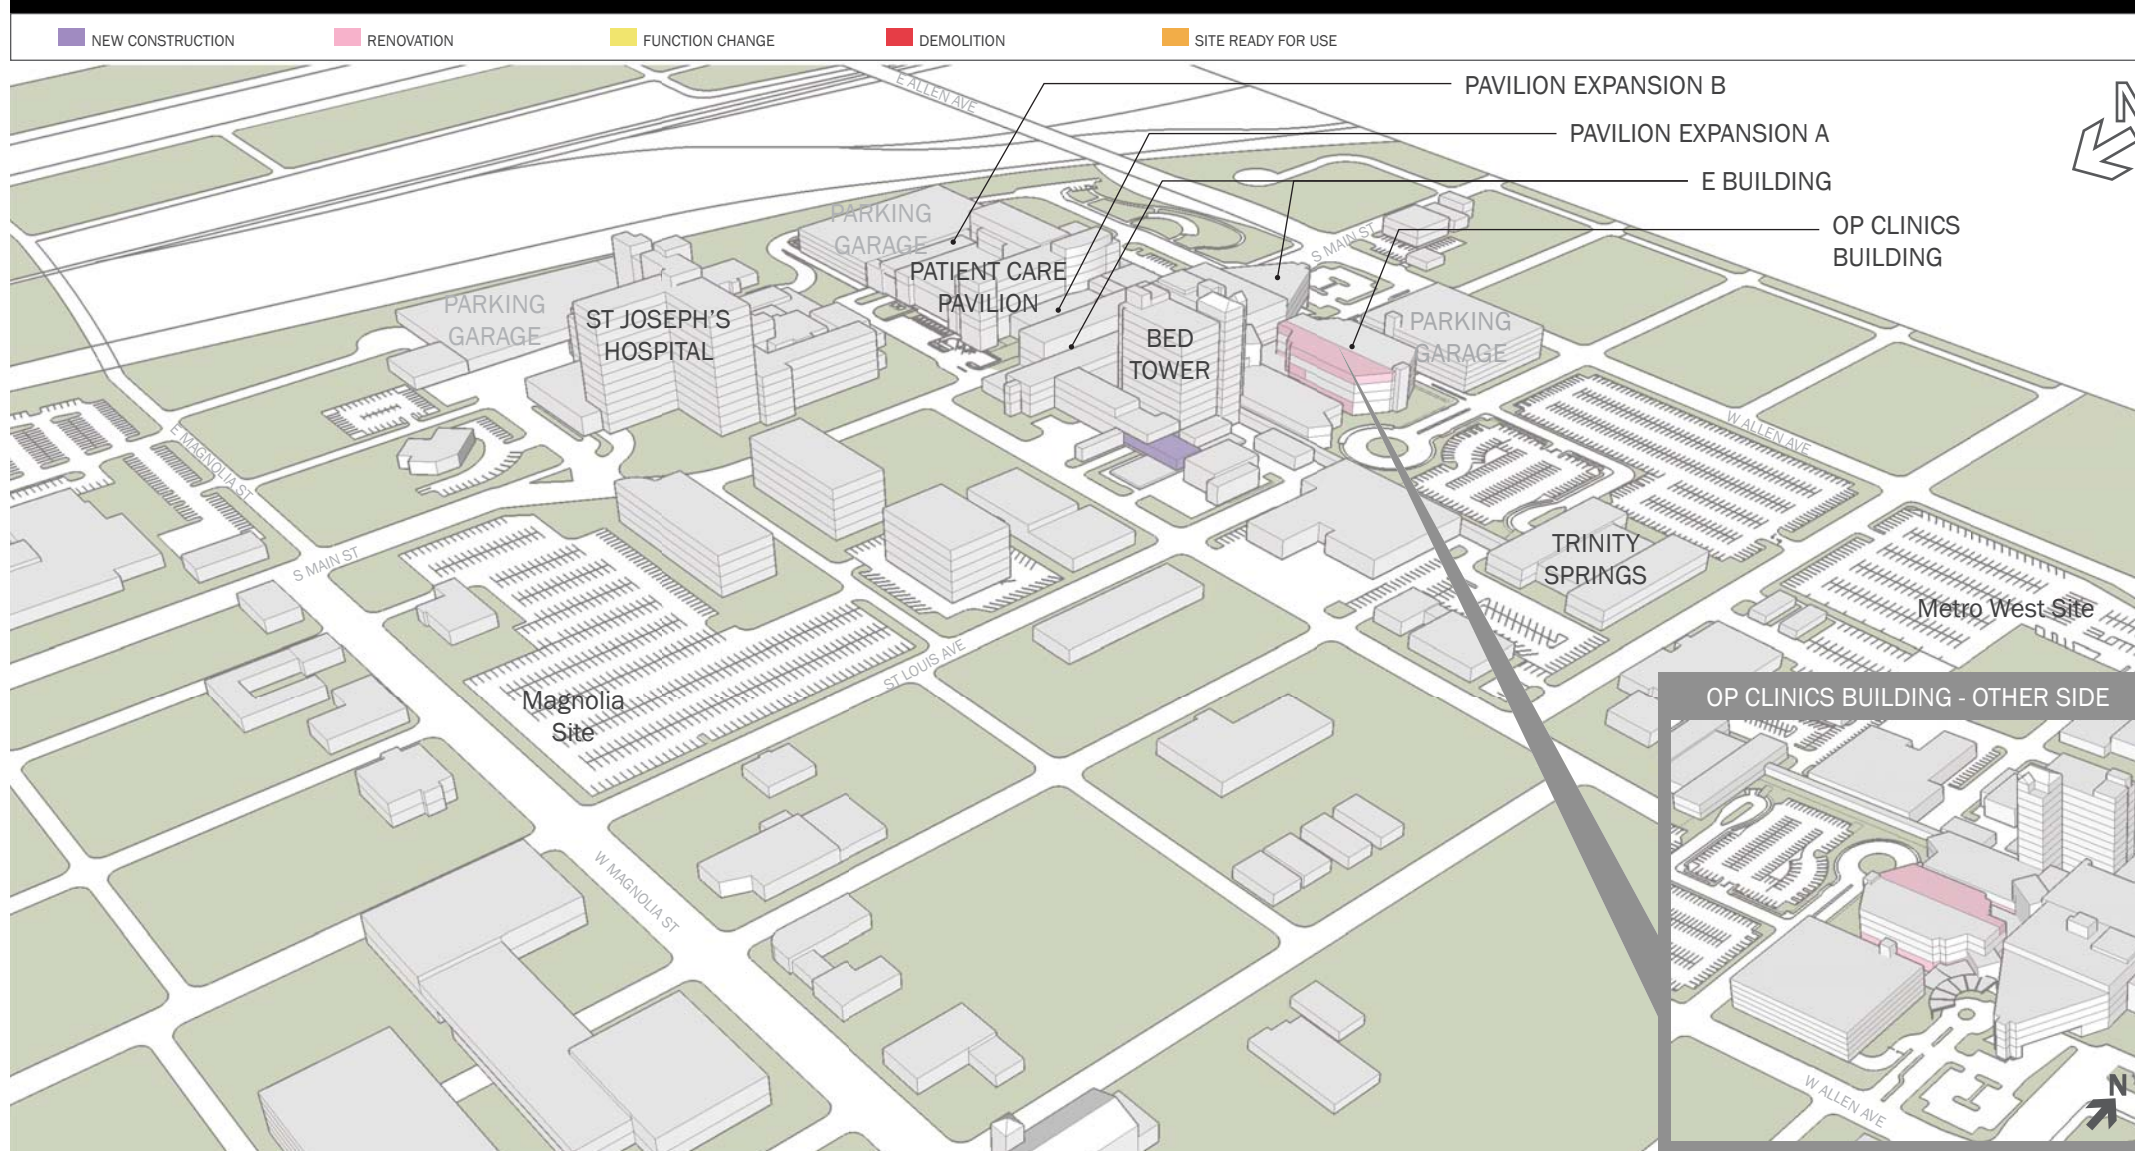 NEW CONSTRUCTION
RENOVATION
FUNCTION CHANGE
DEMOLITION
SITE READY FOR USE
E ALLEN AVE
PAVILION EXPANSION B
N
PAVILION EXPANSION A
E BUILDING
PARKING
GARAGE
OP CLINICS
BUILDING
S MAIN ST
PATIENT CARE
PAVILION
PARKING
GARAGE
ST JOSEPH'S
HOSPITAL
BED
TOWER
PARKING
GARAGE
W ALLEN AVE
E MAGNOLIA ST
S MAIN ST
TRINITY
SPRINGS
Metro West Site
ST LOUIS AVE
Magnolia
Site
OP CLINICS BUILDING - OTHER SIDE
W MAGNOLIA ST
W ALLEN AVE
N